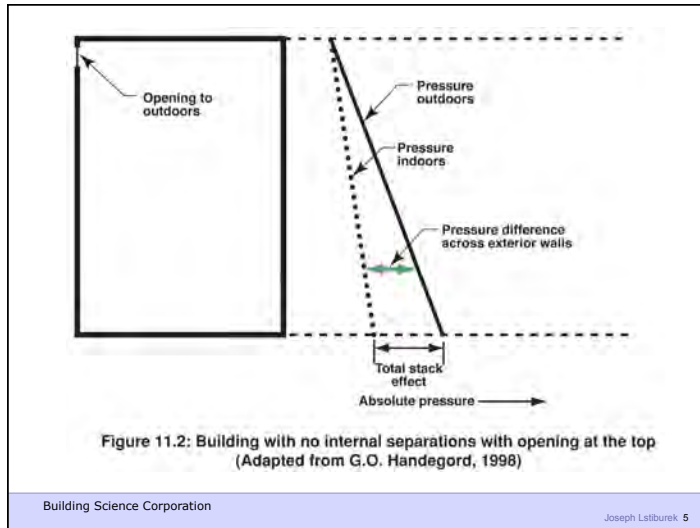 Opening to
outdoors
Pressure
outdoors
Pressure
indoors
Pressure difference
across exterior walls
Total stack
effect
Absolute pressure
Figure 11.2: Building with no internal separations with opening at the top
(Adapted from G.O. Handegord, 1998)
Building Science Corporation
Joseph Lstiburek 5